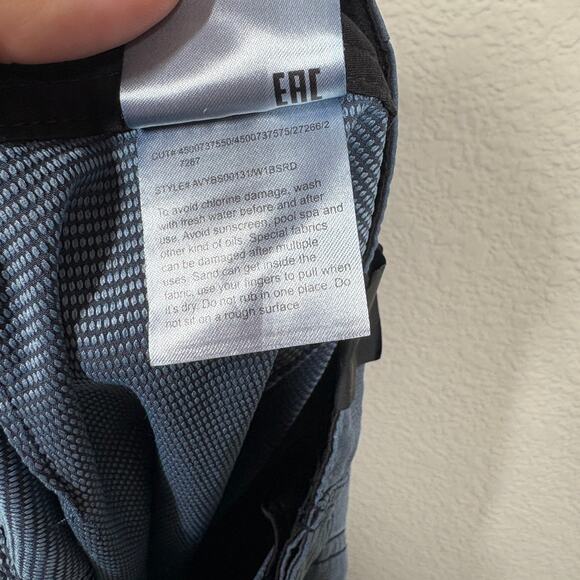 EAC
CUT# 4500737550/4500737575/27266/2
7267
STYLE# AVYBS00131/W1BSRD
To avoid chlorine damage, wash
with fresh water before and after
use. Avoid sunscreen, pool spa and
other kind of oils. Special fabrics
can be damaged after multiple
uses. Sand can get inside the
fabric, use your fingers to pull when
it's dry. Do not rub in one place. Do
not sit on a rough surface